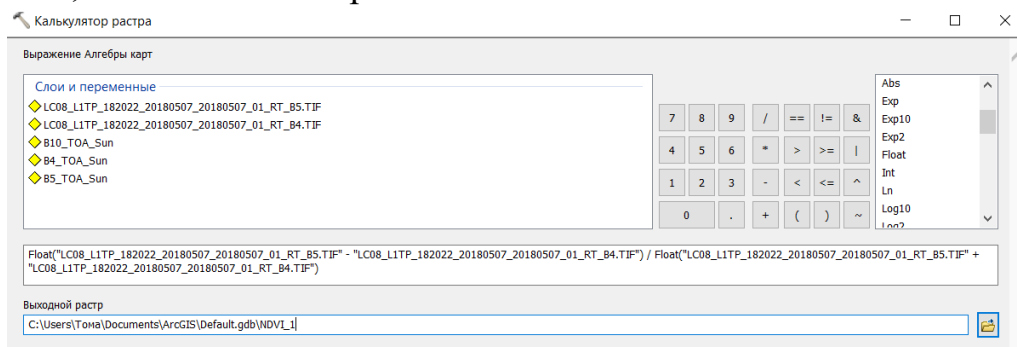 Калькулятор растра
Выражение Алгебры карт
Слои и переменные
LC08_L1TP_182022_20180507_20180507_01_RT_B5.TIF
LC08_L1TP_182022_20180507_20180507_01_RT_B4.TIF
B10_TOA_Sun
B4_TOA_Sun
B5_TOA_Sun
7 8 9 / == != &
4 5 6 * > >= |
1 2 3 - < <= ^
0 . + ( ) ~
Abs
Exp
Exp10
Exp2
Float
Int
Ln
Log10
Log2
Float("LC08_L1TP_182022_20180507_20180507_01_RT_B5.TIF" - "LC08_L1TP_182022_20180507_20180507_01_RT_B4.TIF") / Float("LC08_L1TP_182022_20180507_20180507_01_RT_B5.TIF" +
"LC08_L1TP_182022_20180507_20180507_01_RT_B4.TIF")
Выходной растр
C:\Users\Тома\Documents\ArcGIS\Default.gdb\NDVI_1